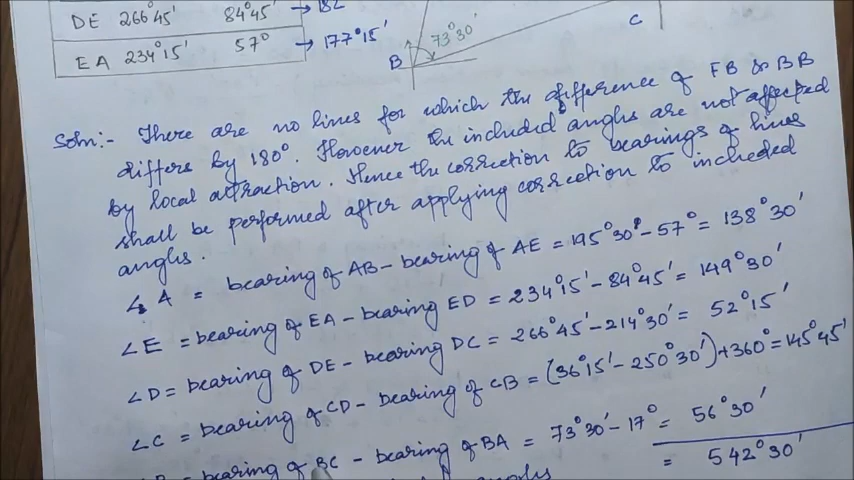 DE 266°45' 84°45' → 182
EA 234°15' 57° → 177°15'
B 73°30' C
Soln:- There are no lines for which the difference of FB & BB
differs by 180°. However the included angles are not affected
by local attraction. Hence the correction to bearings of lines
shall be performed after applying correction to included
angles.
∠A = bearing of AB - bearing of AE = 195°30' - 57° = 138°30'
∠E = bearing of EA - bearing ED = 234°15' - 84°45' = 149°30'
∠D = bearing of DE - bearing DC = 266°45' - 214°30' = 52°15'
∠C = bearing of CD - bearing of CB = (36°15' - 250°30') + 360° = 145°45'
bearing of BC - bearing of BA = 73°30' - 17° = 56°30'
= 542°30'